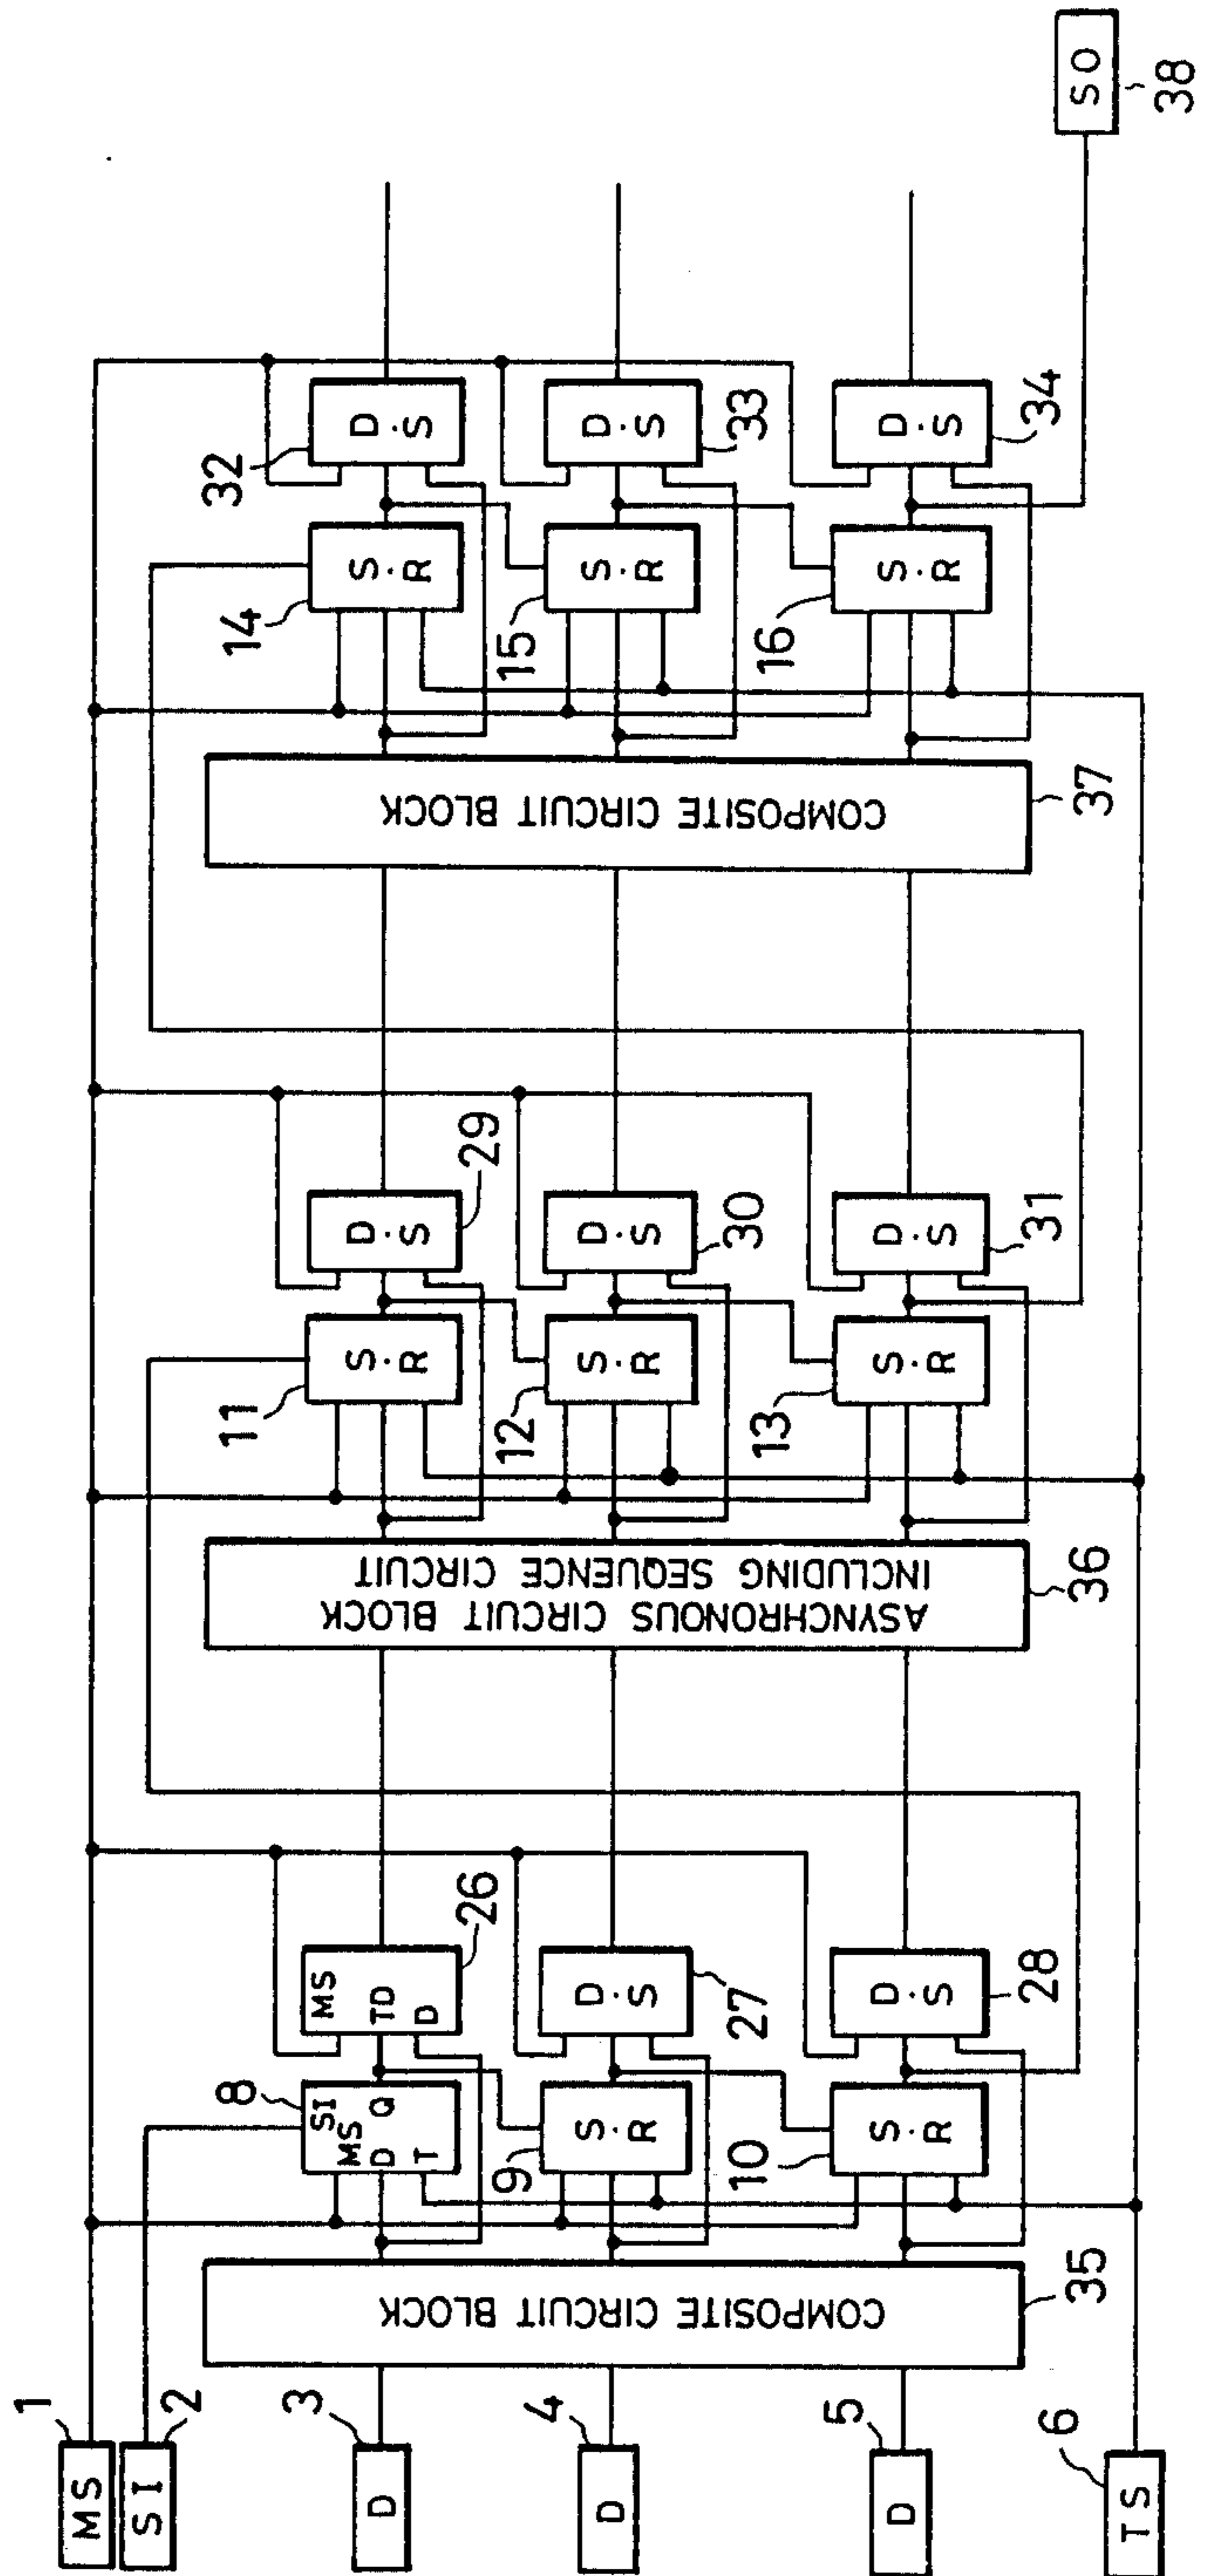 1
MS
2
SI
3
D
4
D
5
D
6
TS
COMPOSITE CIRCUIT BLOCK
35
8
SI
MS Q
D
T
9
S.R
10
S.R
26
MS
TD
D
27
D.S
28
D.S
ASYNCHRONOUS CIRCUIT BLOCK
INCLUDING SEQUENCE CIRCUIT
36
11
S.R
12
S.R
13
S.R
29
D.S
30
D.S
31
D.S
COMPOSITE CIRCUIT BLOCK
37
14
S.R
15
S.R
16
S.R
32
D.S
33
D.S
34
D.S
SO
38